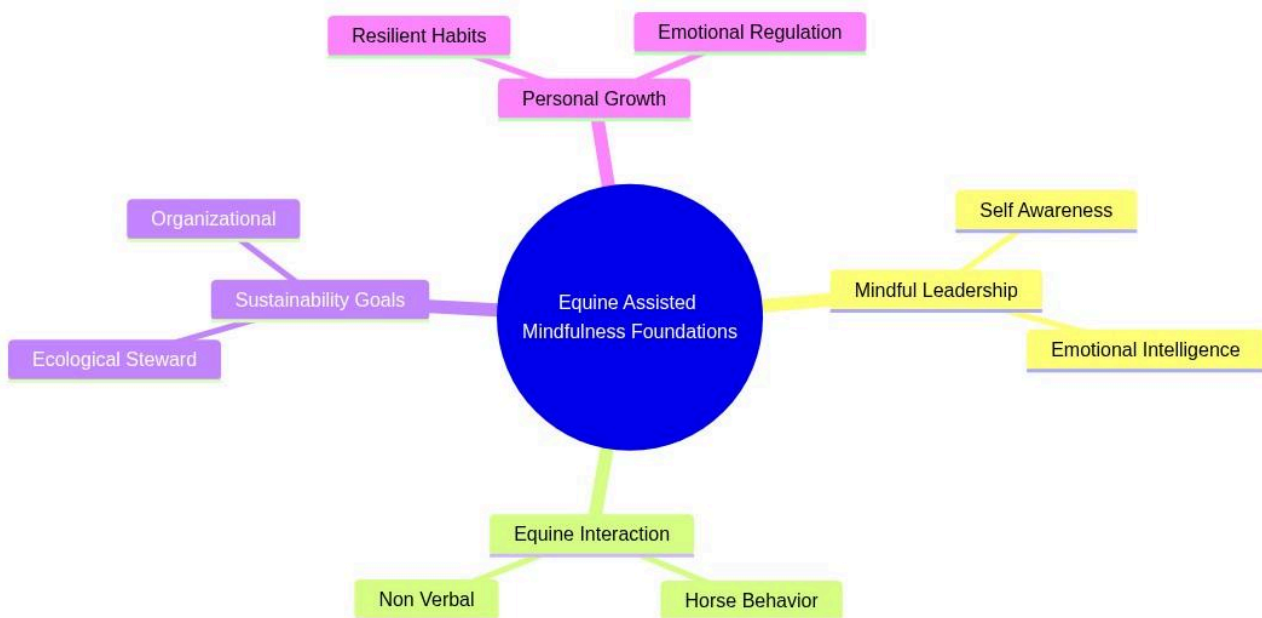 Resilient Habits
Emotional Regulation
Personal Growth
Organizational
Self Awareness
Sustainability Goals
Mindful Leadership
Equine Assisted
Mindfulness Foundations
Ecological Steward
Emotional Intelligence
Equine Interaction
Non Verbal
Horse Behavior